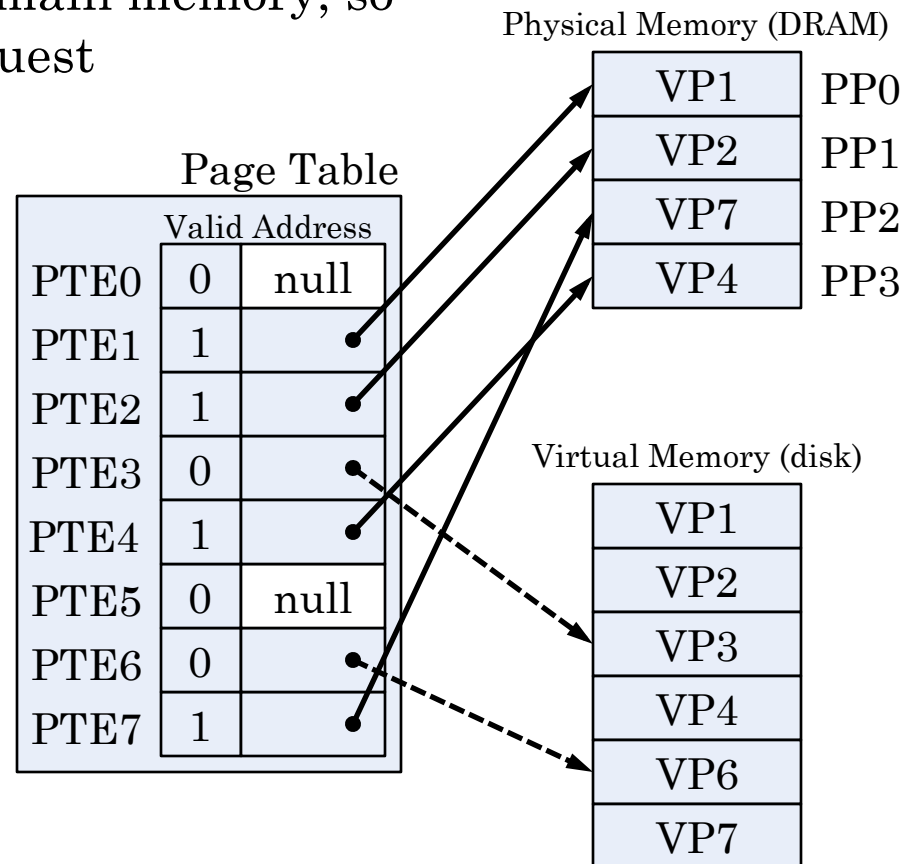 main memory, so
uest
Physical Memory (DRAM)
VP1 PP0
VP2 PP1
VP7 PP2
VP4 PP3
Page Table
Valid Address
PTE0 0 null
PTE1 1
PTE2 1
PTE3 0
PTE4 1
PTE5 0 null
PTE6 0
PTE7 1
Virtual Memory (disk)
VP1
VP2
VP3
VP4
VP6
VP7